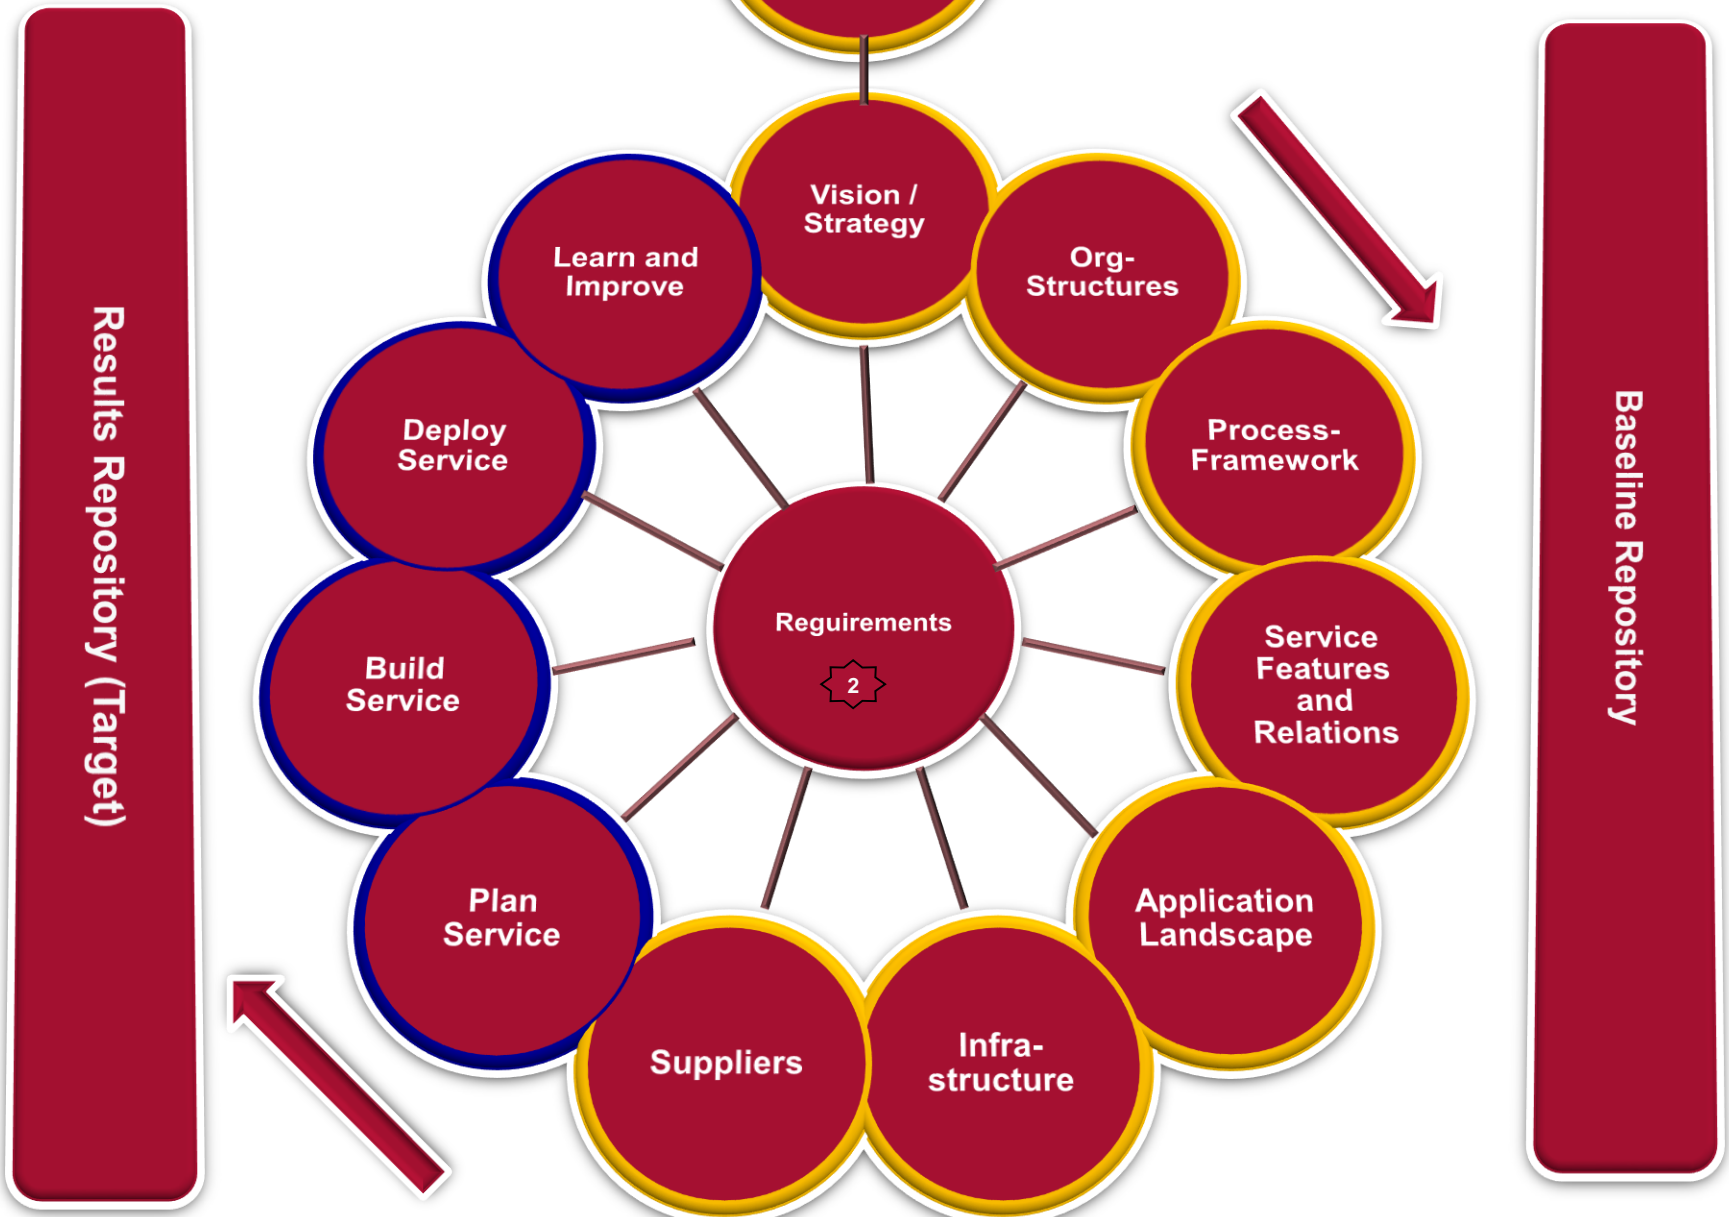 Results Repository (Target)
Vision /
Strategy
Org-
Structures
Process-
Framework
Service
Features
and
Relations
Application
Landscape
Infra-
structure
Suppliers
Plan
Service
Build
Service
Deploy
Service
Learn and
Improve
Reguirements
2
Baseline Repository